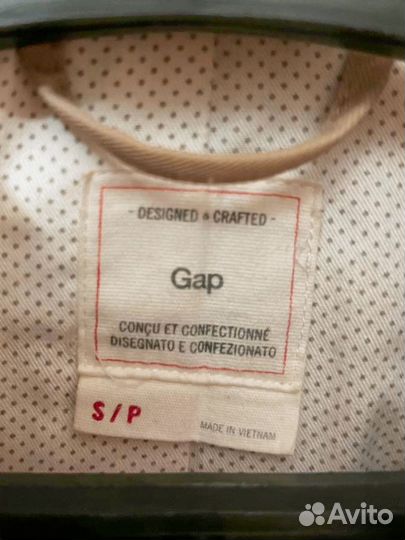 - DESIGNED & CRAFTED -
Gap
CONÇU ET CONFECTIONNÉ
DISEGNATO E CONFEZIONATO
S/P
MADE IN VIETNAM
Avito